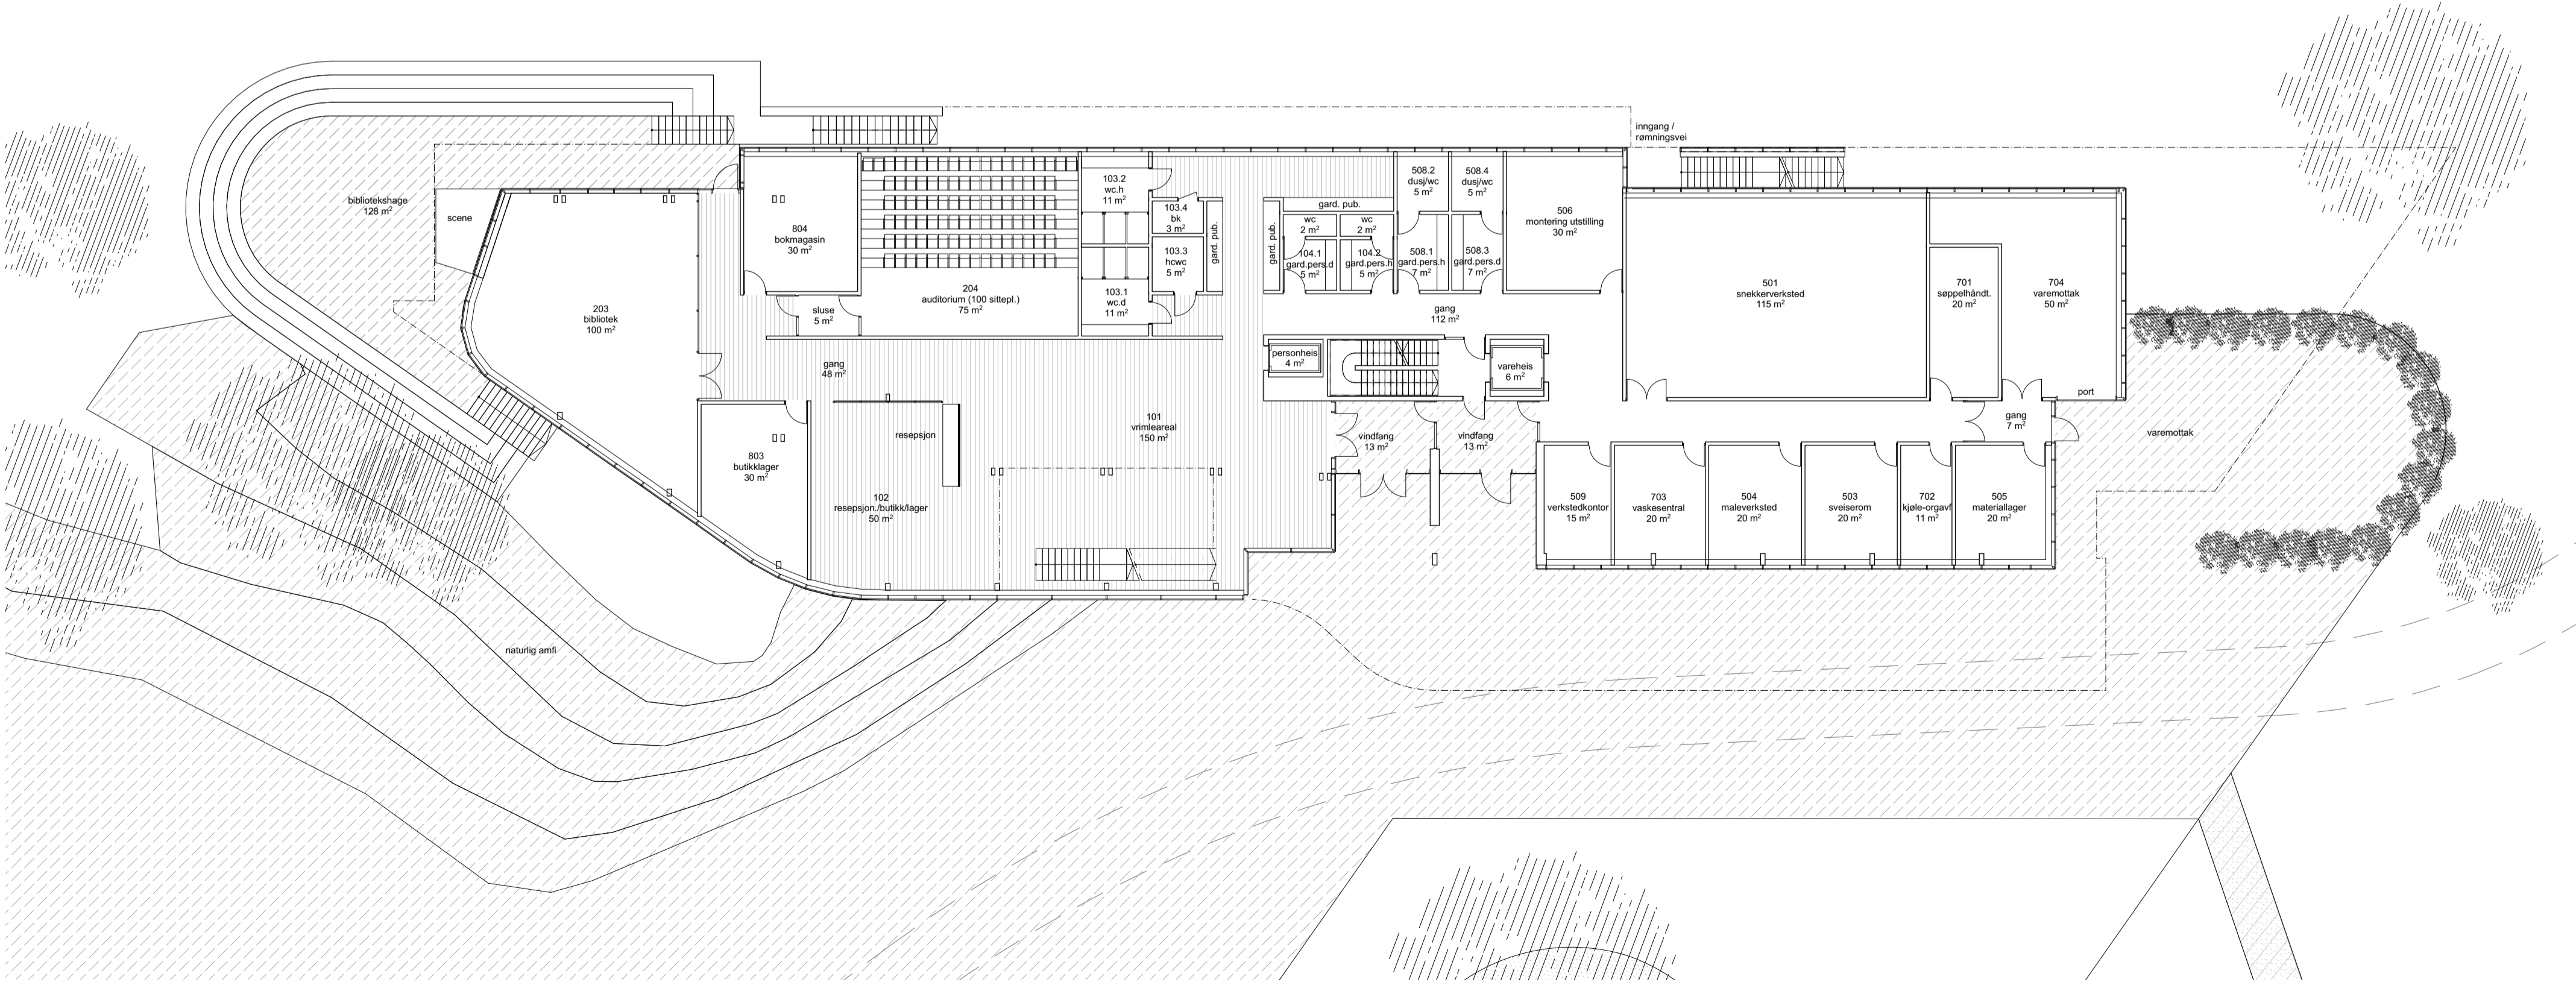 inngang /
rømningsvei
bibliotekshage
128 m²
scene
203
bibliotek
100 m²
804
bokmagasin
30 m²
sluse
5 m²
204
auditorium (100 sittepl.)
75 m²
103.2
wc.h
11 m²
103.4
bk
3 m²
103.3
hcwc
5 m²
103.1
wc.d
11 m²
gard. pub.
gard. pub.
gard. pub.
wc
2 m²
wc
2 m²
104.1
gard.pers.d
5 m²
104.2
gard.pers.h
5 m²
508.2
dusj/wc
5 m²
508.4
dusj/wc
5 m²
508.1
gard.pers.h
7 m²
508.3
gard.pers.d
7 m²
506
montering utstilling
30 m²
gang
112 m²
501
snekkerverksted
115 m²
701
søppelhåndt.
20 m²
704
varemottak
50 m²
port
gang
7 m²
varemottak
gang
48 m²
personheis
4 m²
vareheis
6 m²
803
butikklager
30 m²
resepsjon
102
resepsjon./butikk/lager
50 m²
101
vrimleareal
150 m²
vindfang
13 m²
vindfang
13 m²
509
verkstedkontor
15 m²
703
vaskesentral
20 m²
504
maleverksted
20 m²
503
sveiserom
20 m²
702
kjøle-orgavf
11 m²
505
materiallager
20 m²
naturlig amfi